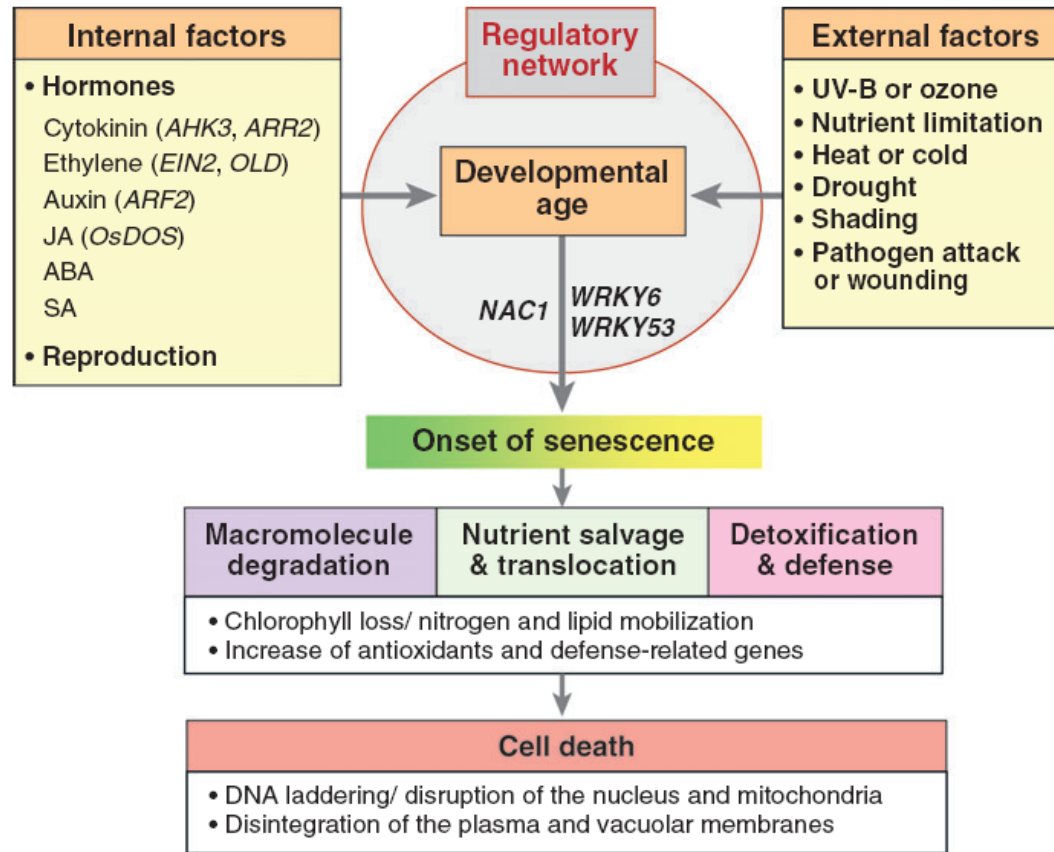 Internal factors
• Hormones
Cytokinin (AHK3, ARR2)
Ethylene (EIN2, OLD)
Auxin (ARF2)
JA (OsDOS)
ABA
SA
• Reproduction
Regulatory
network
Developmental
age
NAC1
WRKY6
WRKY53
External factors
• UV-B or ozone
• Nutrient limitation
• Heat or cold
• Drought
• Shading
• Pathogen attack
or wounding
Onset of senescence
Macromolecule
degradation
Nutrient salvage
& translocation
Detoxification
& defense
• Chlorophyll loss/ nitrogen and lipid mobilization
• Increase of antioxidants and defense-related genes
Cell death
• DNA laddering/ disruption of the nucleus and mitochondria
• Disintegration of the plasma and vacuolar membranes